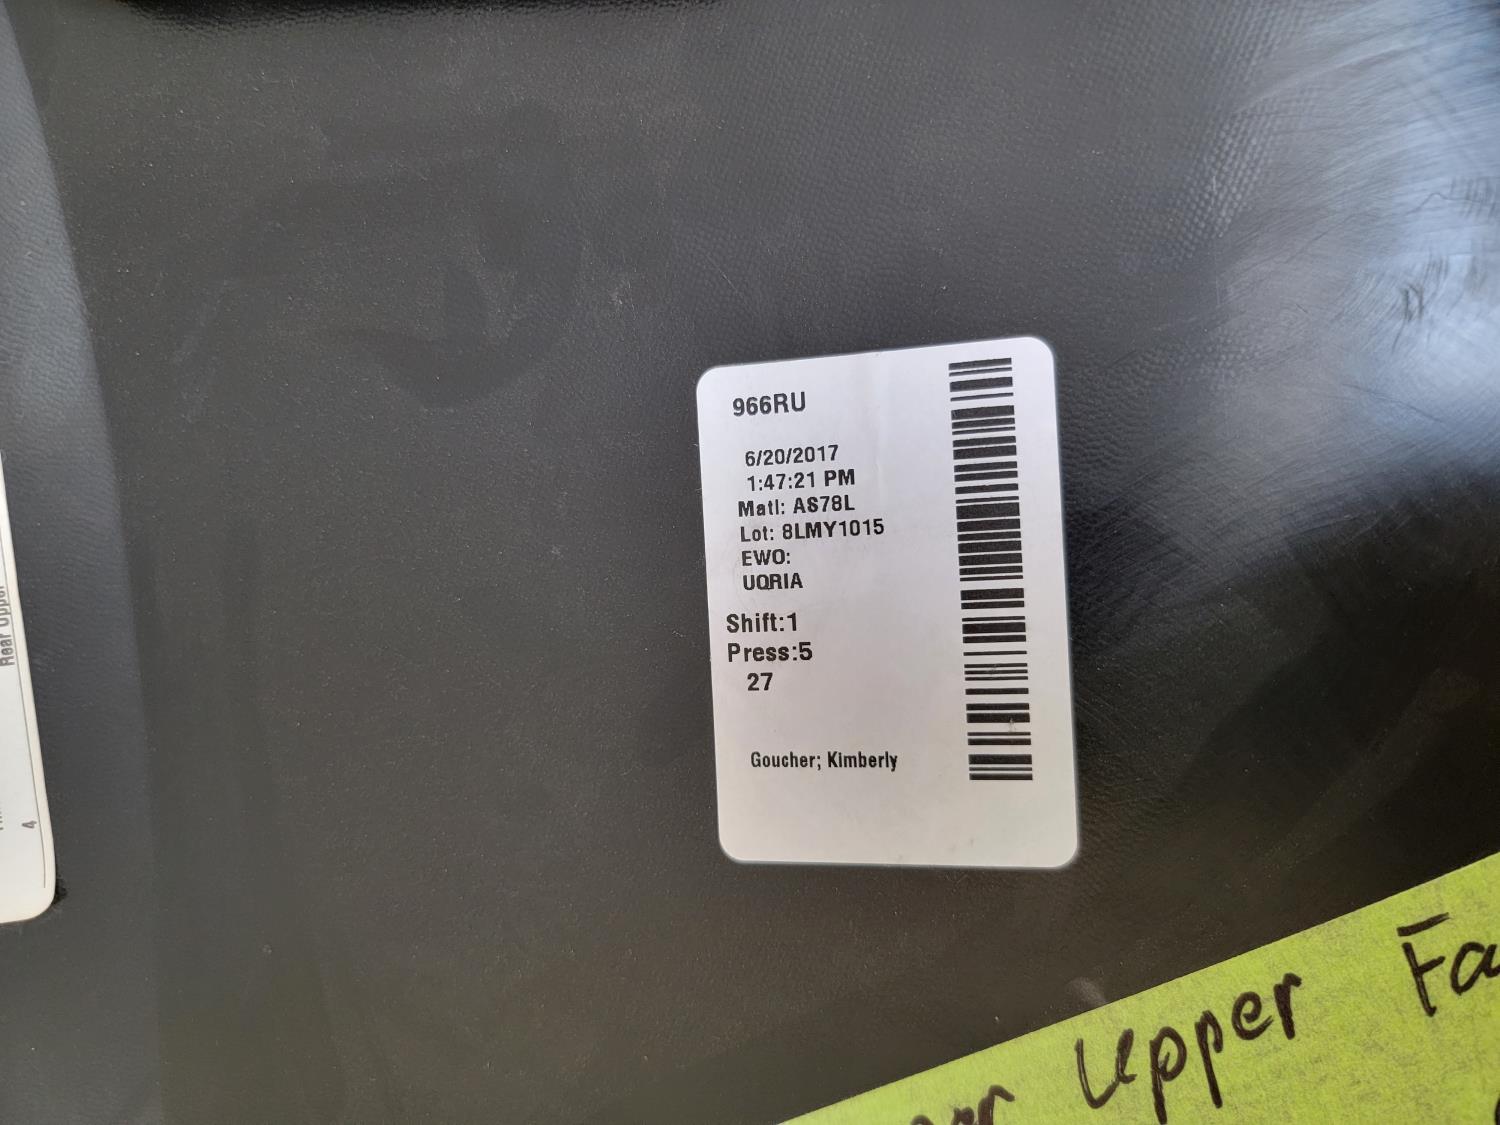 966RU
6/20/2017
1:47:21 PM
Matl: AS78L
Lot: 8LMY1015
EWO:
UQRIA
Shift:1
Press:5
27
Goucher; Kimberly
Rear Upper
4
Upper